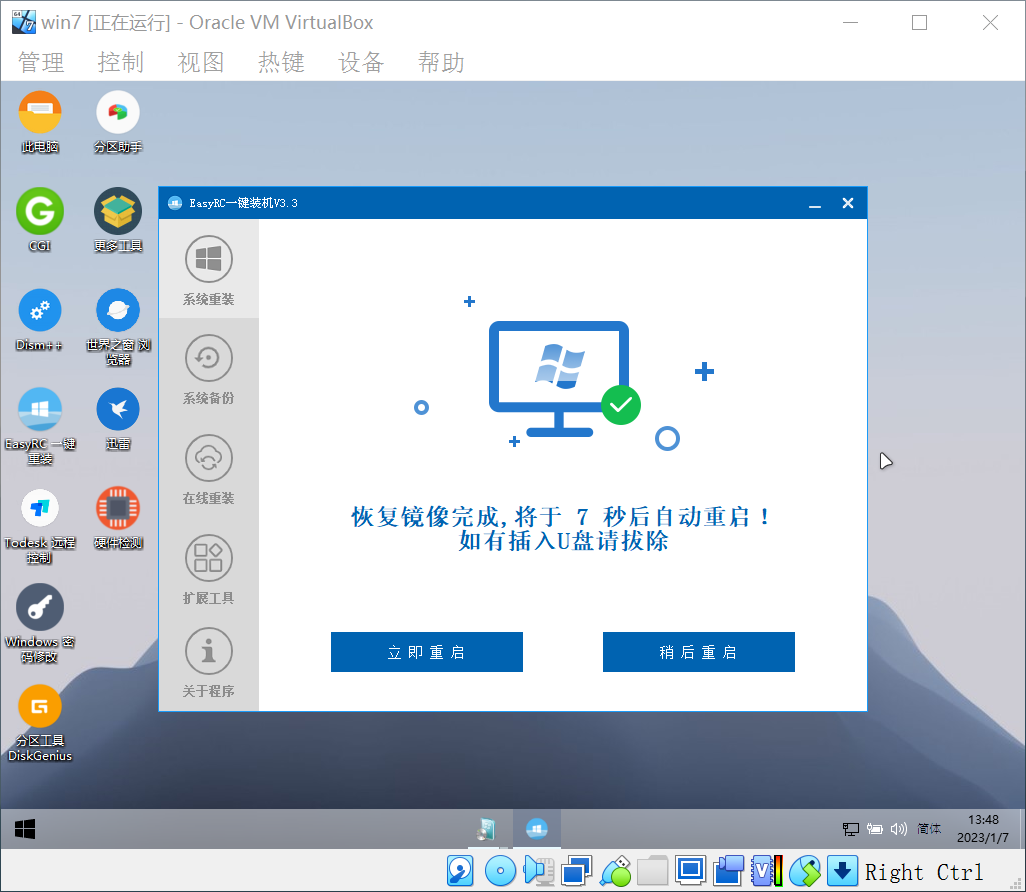 win7 [正在运行] - Oracle VM VirtualBox
管理 控制 视图 热键 设备 帮助
此电脑
分区助手
CGI
更多工具
Dism++
世界之窗 浏
览器
EasyRC 一键
重装
迅雷
Todesk 远程
控制
硬件检测
Windows 密
码修改
分区工具
DiskGenius
EasyRC一键装机V3.3
系统重装
系统备份
在线重装
扩展工具
关于程序
恢复镜像完成,将于 7 秒后自动重启！
如有插入U盘请拔除
立即重启
稍后重启
简体
13:48
2023/1/7
Right Ctrl